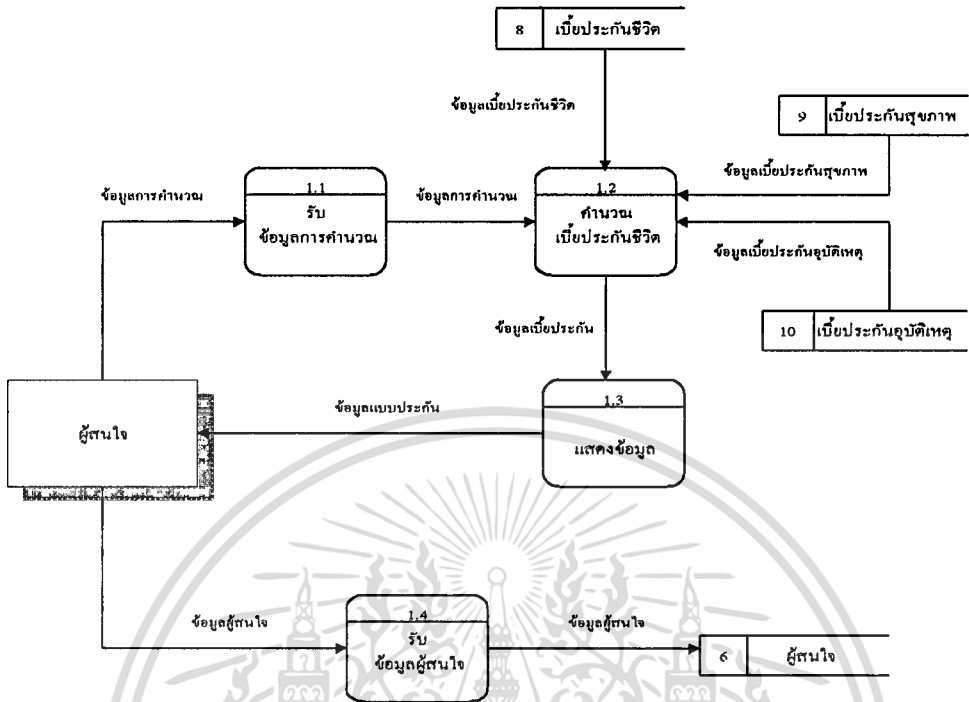 8 เบี้ยประกันชีวิต
ข้อมูลเบี้ยประกันชีวิต
9 เบี้ยประกันสุขภาพ
ข้อมูลเบี้ยประกันสุขภาพ
ข้อมูลการคำนวณ
1.1
รับ
ข้อมูลการคำนวณ
ข้อมูลการคำนวณ
1.2
คำนวณ
เบี้ยประกันชีวิต
ข้อมูลเบี้ยประกันอุบัติเหตุ
10 เบี้ยประกันอุบัติเหตุ
ข้อมูลเบี้ยประกัน
1.3
แสดงข้อมูล
ข้อมูลแบบประกัน
ผู้สนใจ
ข้อมูลผู้สนใจ
1.4
รับ
ข้อมูลผู้สนใจ
ข้อมูลผู้สนใจ
6 ผู้สนใจ